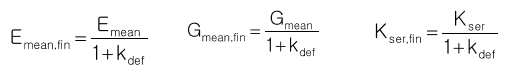 E_mean,fin = E_mean / (1+k_def)    G_mean,fin = G_mean / (1+k_def)    K_ser,fin = K_ser / (1+k_def)